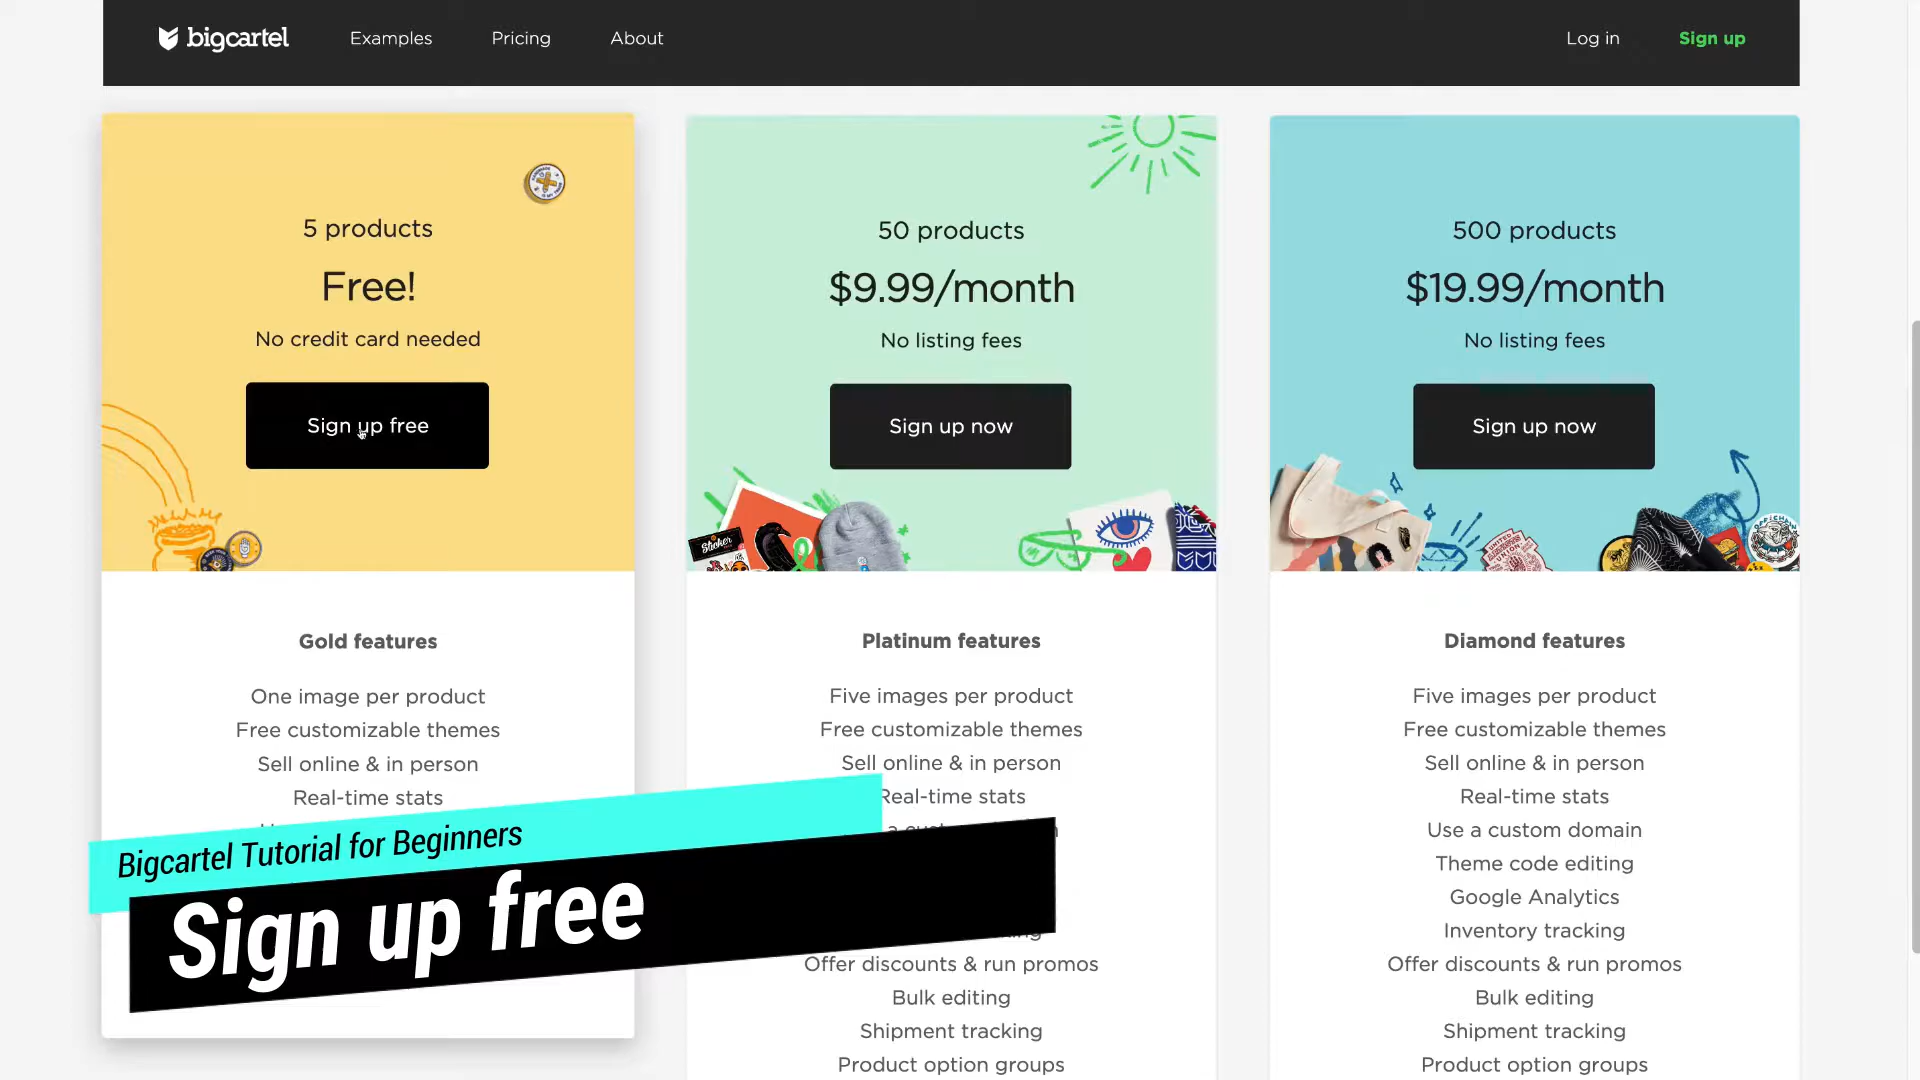 bigcartel
Examples
Pricing
About
Log in
Sign up
5 products
Free!
No credit card needed
Sign up free
50 products
$9.99/month
No listing fees
Sign up now
500 products
$19.99/month
No listing fees
Sign up now
Sticker
Gold features
One image per product
Free customizable themes
Sell online & in person
Real-time stats
Platinum features
Five images per product
Free customizable themes
Sell online & in person
Real-time stats
Offer discounts & run promos
Bulk editing
Shipment tracking
Product option groups
Diamond features
Five images per product
Free customizable themes
Sell online & in person
Real-time stats
Use a custom domain
Theme code editing
Google Analytics
Inventory tracking
Offer discounts & run promos
Bulk editing
Shipment tracking
Product option groups
Bigcartel Tutorial for Beginners
Sign up free